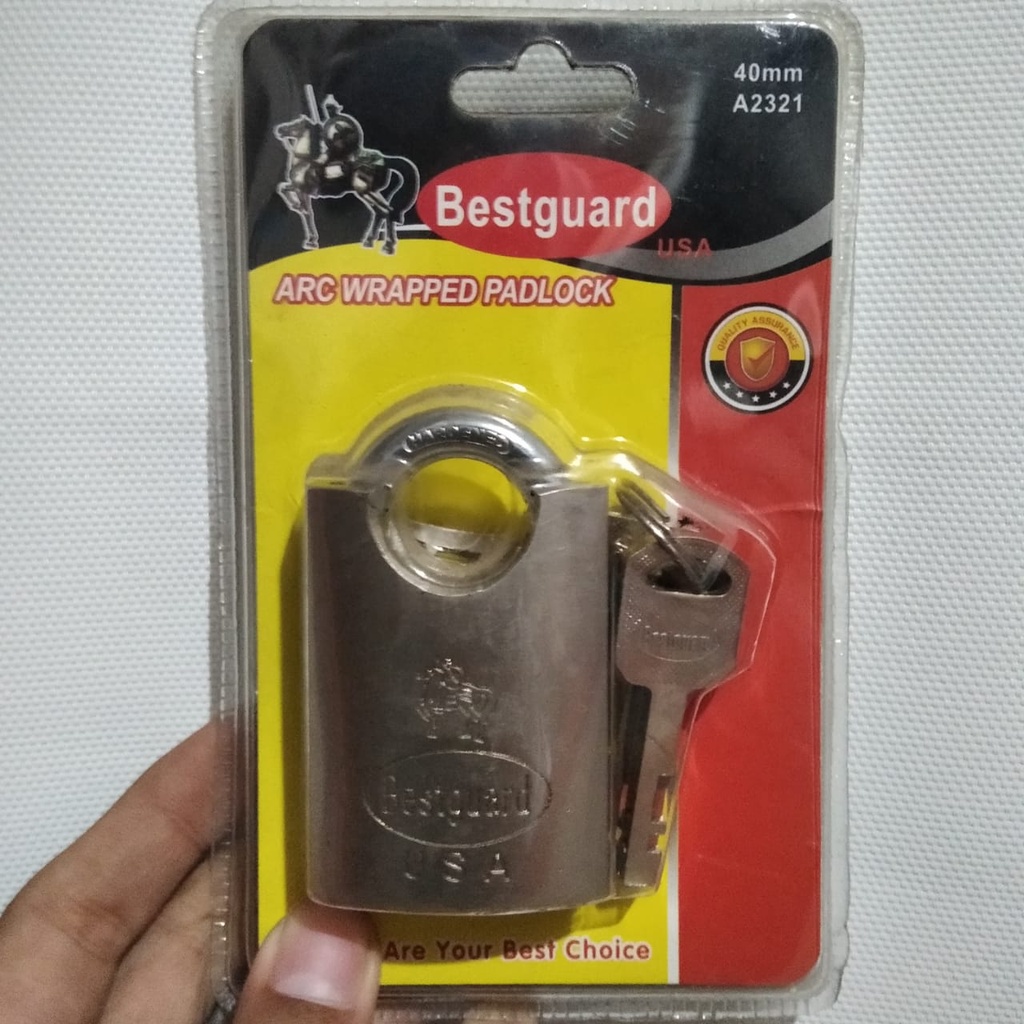 40mm
A2321
Bestguard
USA
ARC WRAPPED PADLOCK
QUALITY ASSURANCE
HARDENED
Bestguard
USA
Are Your Best Choice